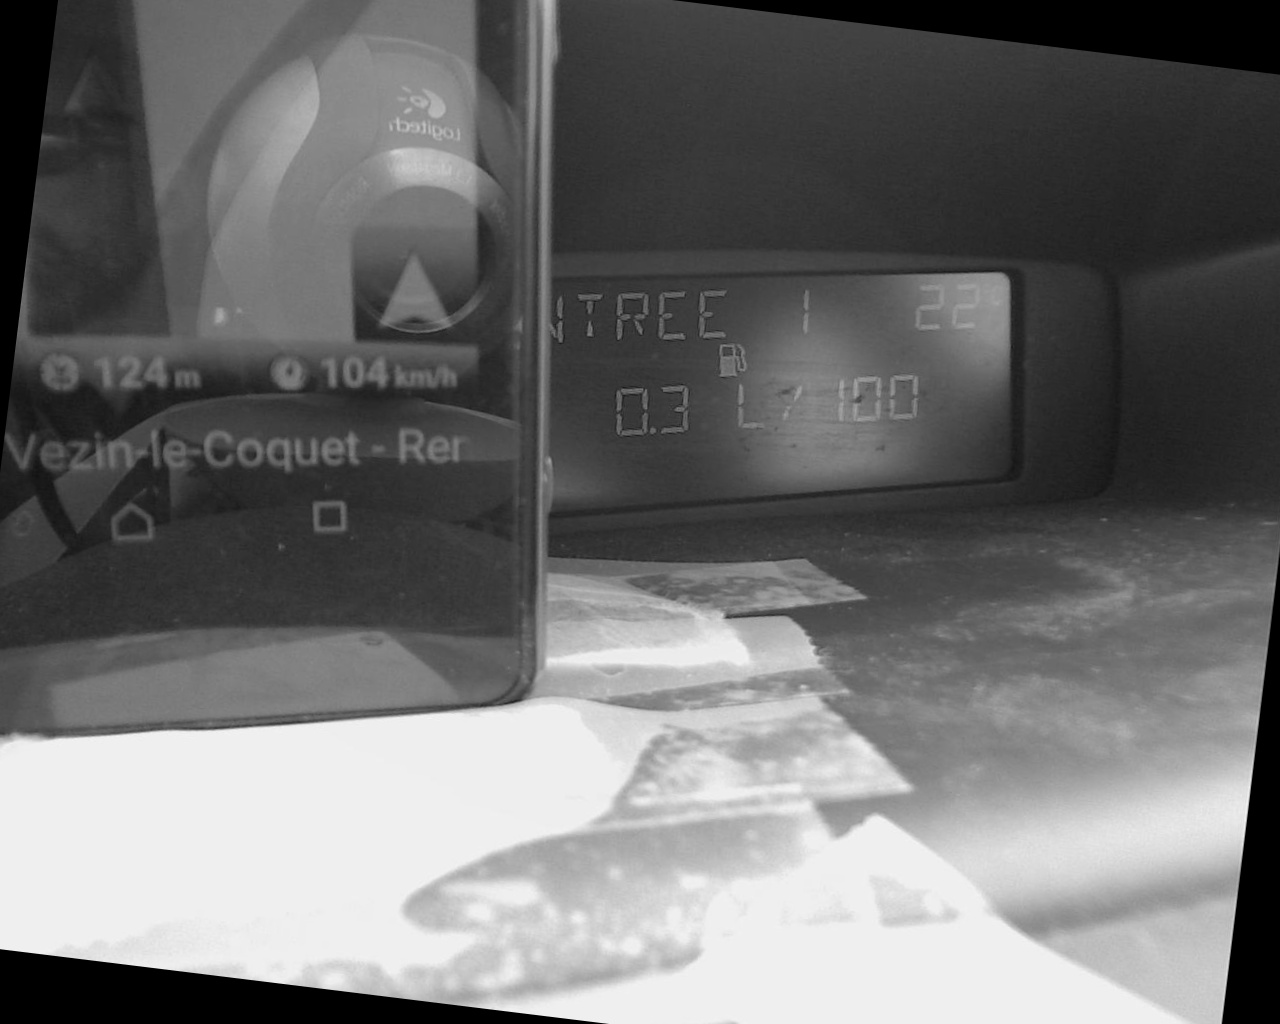 Logitech
124 m
104 km/h
Vezin-le-Coquet - Rer
NTREE 1 22
0.3 L/100